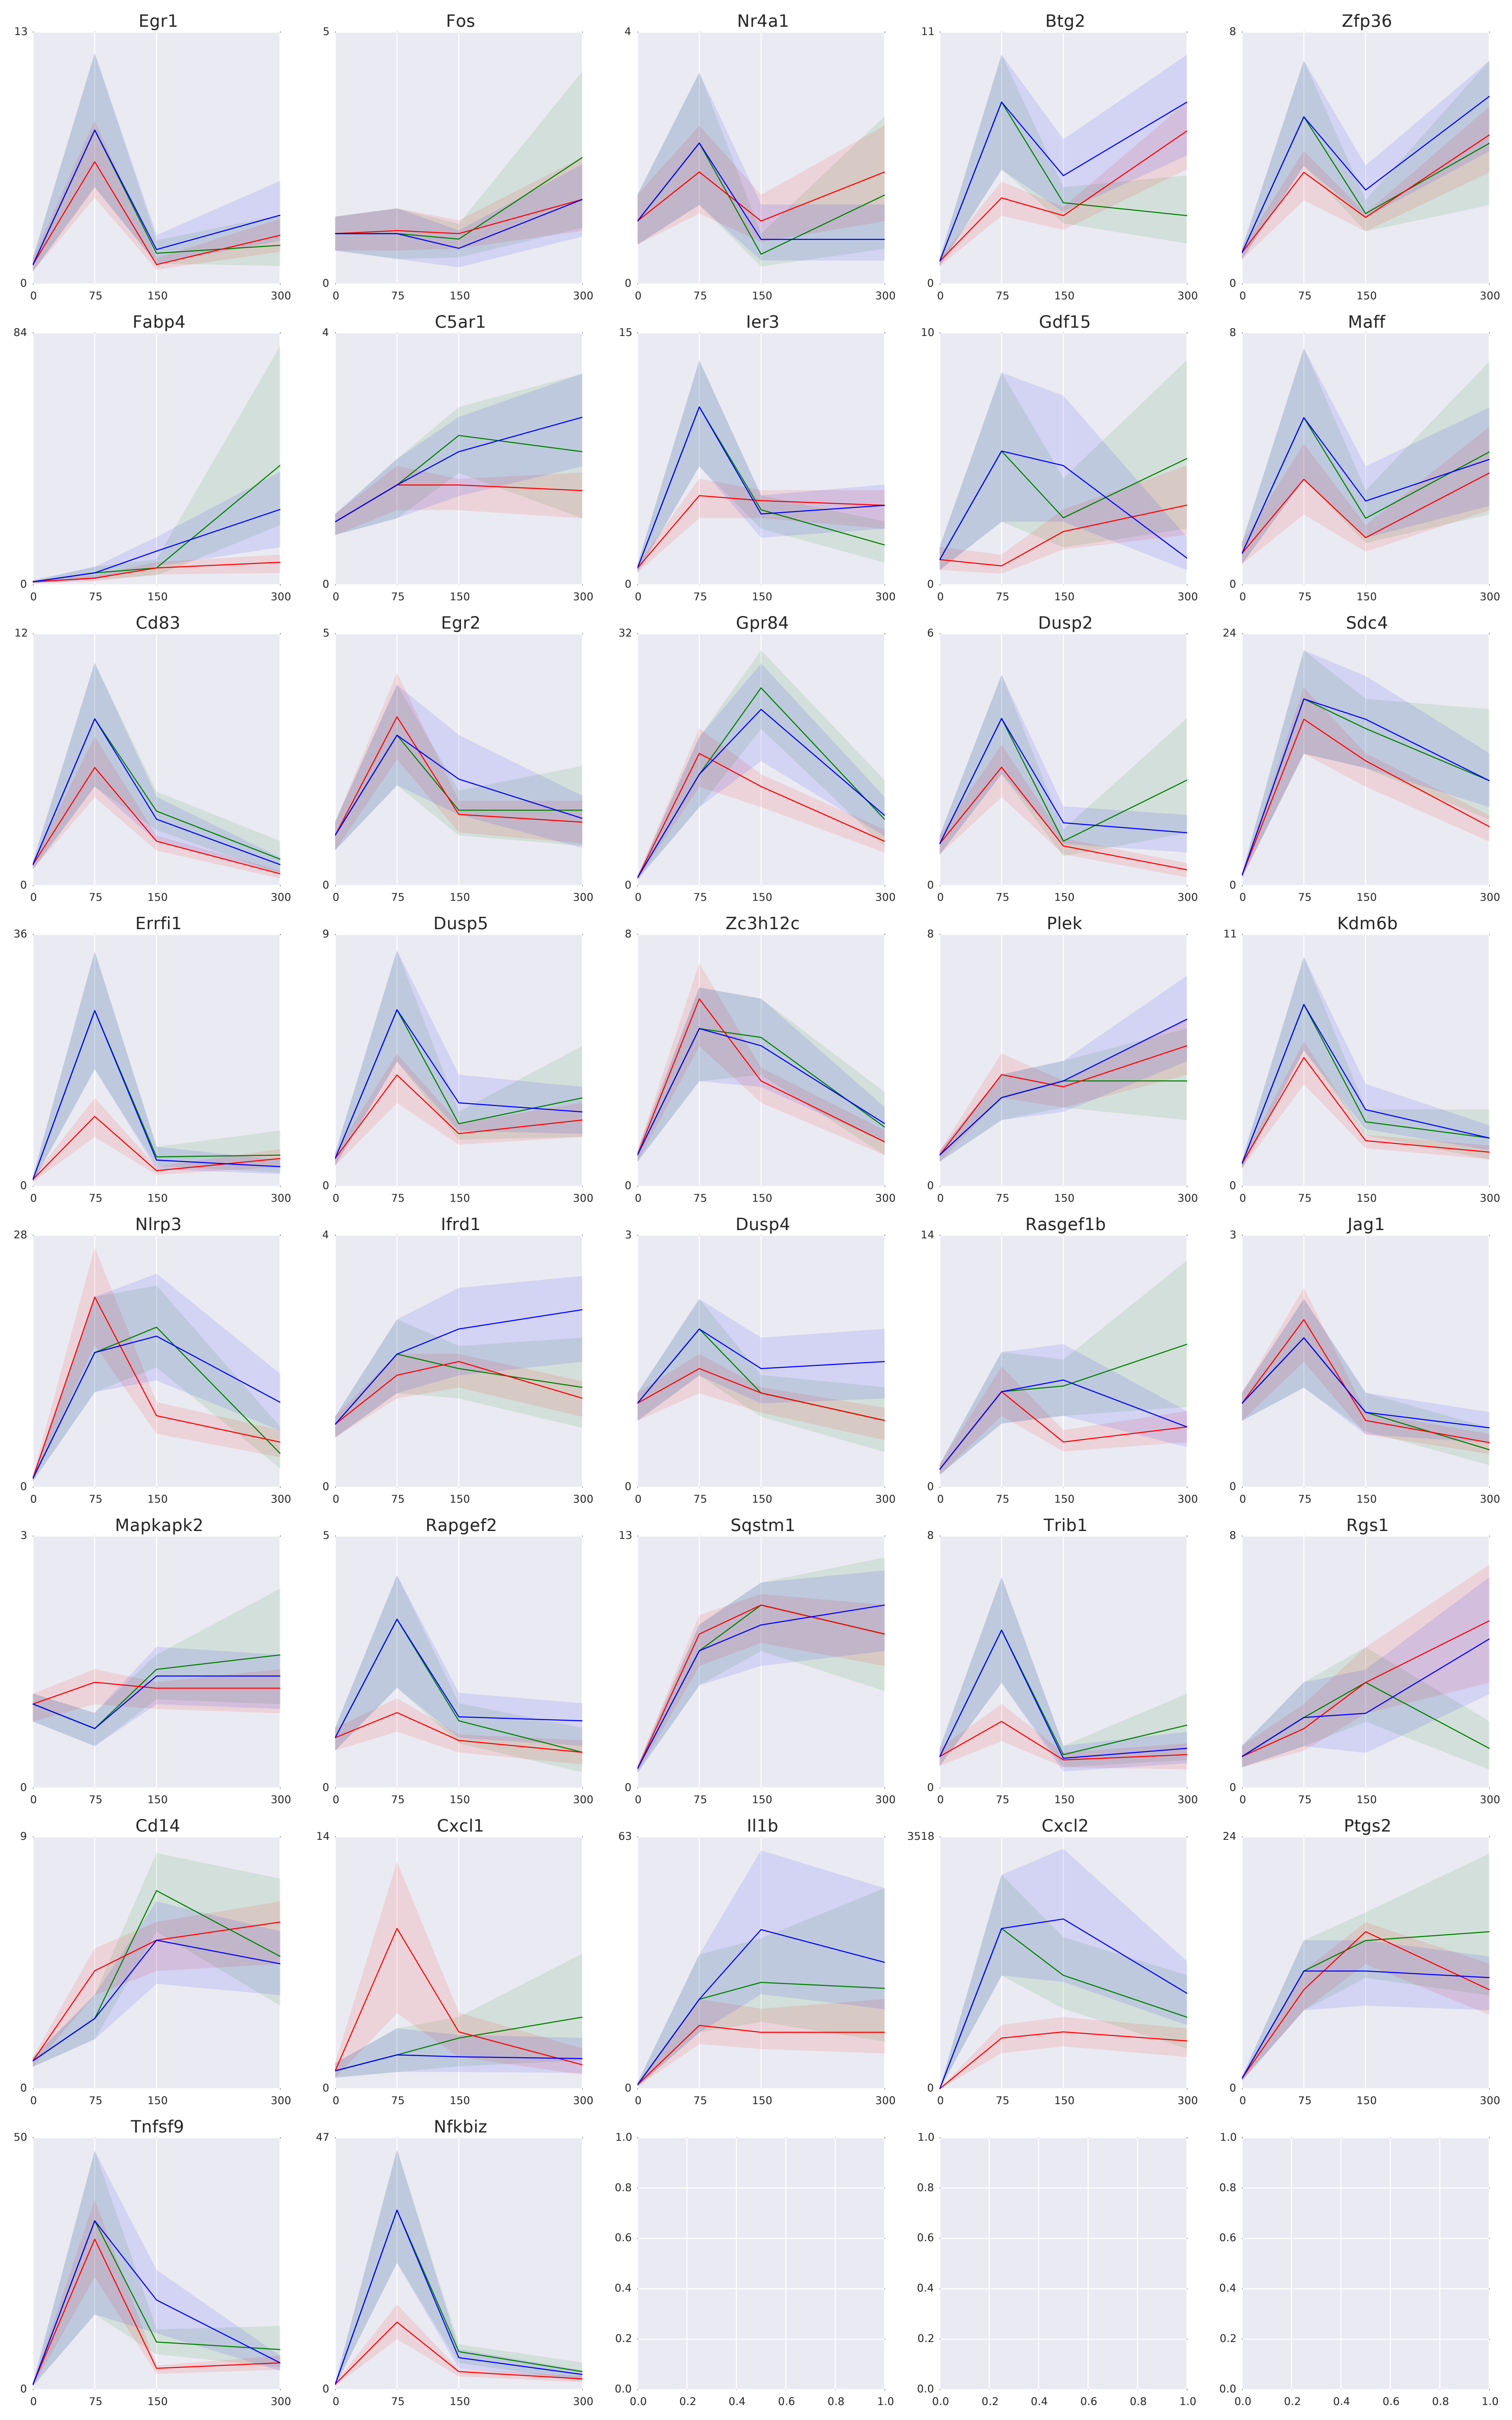 Egr1 Fos Nr4a1 Btg2 Zfp36
13 5 4 11 8
0 0 0 0 0
0 75 150 300 0 75 150 300 0 75 150 300 0 75 150 300 0 75 150 300
Fabp4 C5ar1 Ier3 Gdf15 Maff
84 4 15 10 8
0 0 0 0 0
0 75 150 300 0 75 150 300 0 75 150 300 0 75 150 300 0 75 150 300
Cd83 Egr2 Gpr84 Dusp2 Sdc4
12 5 32 6 24
0 0 0 0 0
0 75 150 300 0 75 150 300 0 75 150 300 0 75 150 300 0 75 150 300
Errfi1 Dusp5 Zc3h12c Plek Kdm6b
36 9 8 8 11
0 0 0 0 0
0 75 150 300 0 75 150 300 0 75 150 300 0 75 150 300 0 75 150 300
Nlrp3 Ifrd1 Dusp4 Rasgef1b Jag1
28 4 3 14 3
0 0 0 0 0
0 75 150 300 0 75 150 300 0 75 150 300 0 75 150 300 0 75 150 300
Mapkapk2 Rapgef2 Sqstm1 Trib1 Rgs1
3 5 13 8 8
0 0 0 0 0
0 75 150 300 0 75 150 300 0 75 150 300 0 75 150 300 0 75 150 300
Cd14 Cxcl1 Il1b Cxcl2 Ptgs2
9 14 63 3518 24
0 0 0 0 0
0 75 150 300 0 75 150 300 0 75 150 300 0 75 150 300 0 75 150 300
Tnfsf9 Nfkbiz
50 47 1.0 1.0 1.0
0.8 0.8 0.8
0.6 0.6 0.6
0.4 0.4 0.4
0.2 0.2 0.2
0 0 0.0 0.0 0.0
0 75 150 300 0 75 150 300 0.0 0.2 0.4 0.6 0.8 1.0 0.0 0.2 0.4 0.6 0.8 1.0 0.0 0.2 0.4 0.6 0.8 1.0